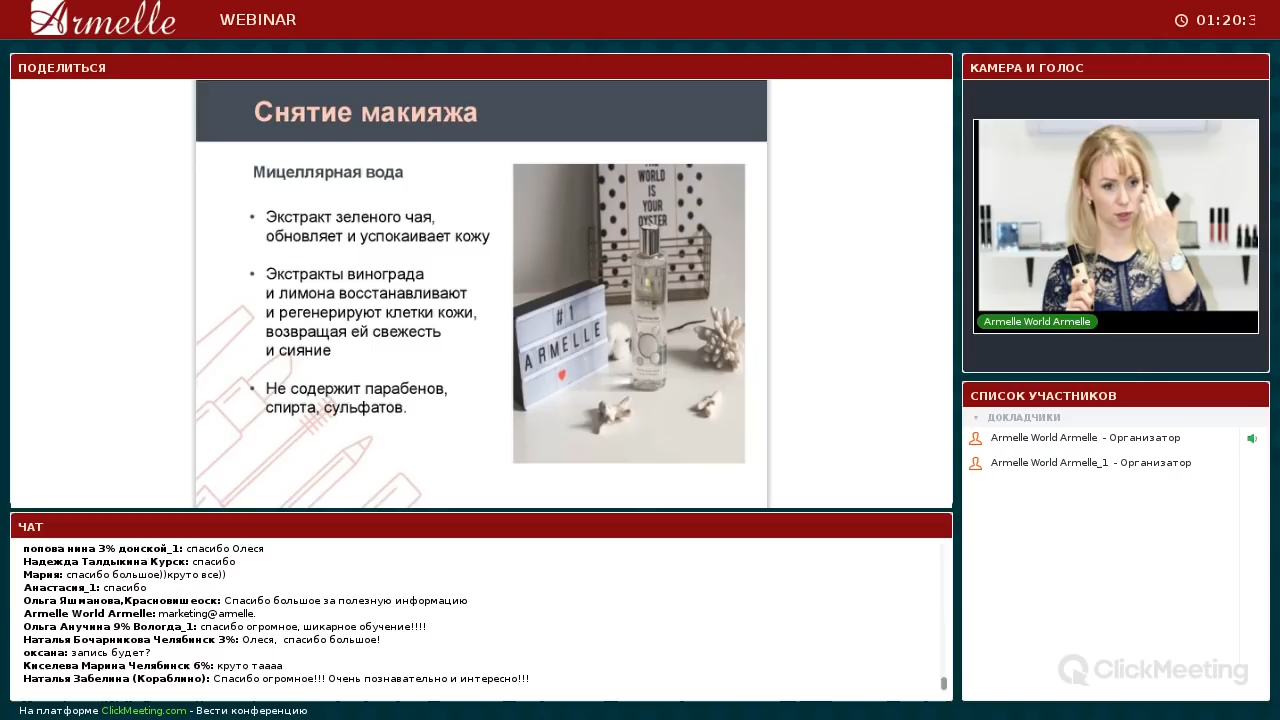 Armelle
WEBINAR
01:20:3
ПОДЕЛИТЬСЯ
Снятие макияжа
Мицеллярная вода
• Экстракт зеленого чая,
обновляет и успокаивает кожу
• Экстракты винограда
и лимона восстанавливают
и регенерируют клетки кожи,
возвращая ей свежесть
и сияние
• Не содержит парабенов,
спирта, сульфатов.
THE
WORLD
IS
YOUR
OYSTER
#1
ARMELLE
КАМЕРА И ГОЛОС
Armelle World Armelle
СПИСОК УЧАСТНИКОВ
ДОКЛАДЧИКИ
Armelle World Armelle - Организатор
Armelle World Armelle_1 - Организатор
ClickMeeting
ЧАТ
попова нина 3% донской_1: спасибо Олеся
Надежда Талдыкина Курск: спасибо
Мария: спасибо большое))круто все))
Анастасия_1: спасибо
Ольга Яшманова,Красновишеоск: Спасибо большое за полезную информацию
Armelle World Armelle: marketing@armelle.
Ольга Анучина 9% Вологда_1: спасибо огромное, шикарное обучение!!!!
Наталья Бочарникова Челябинск 3%: Олеся, спасибо большое!
оксана: запись будет?
Киселева Марина Челябинск 6%: круто таааа
Наталья Забелина (Кораблино): Спасибо огромное!!! Очень познавательно и интересно!!!
На платформе ClickMeeting.com - Вести конференцию